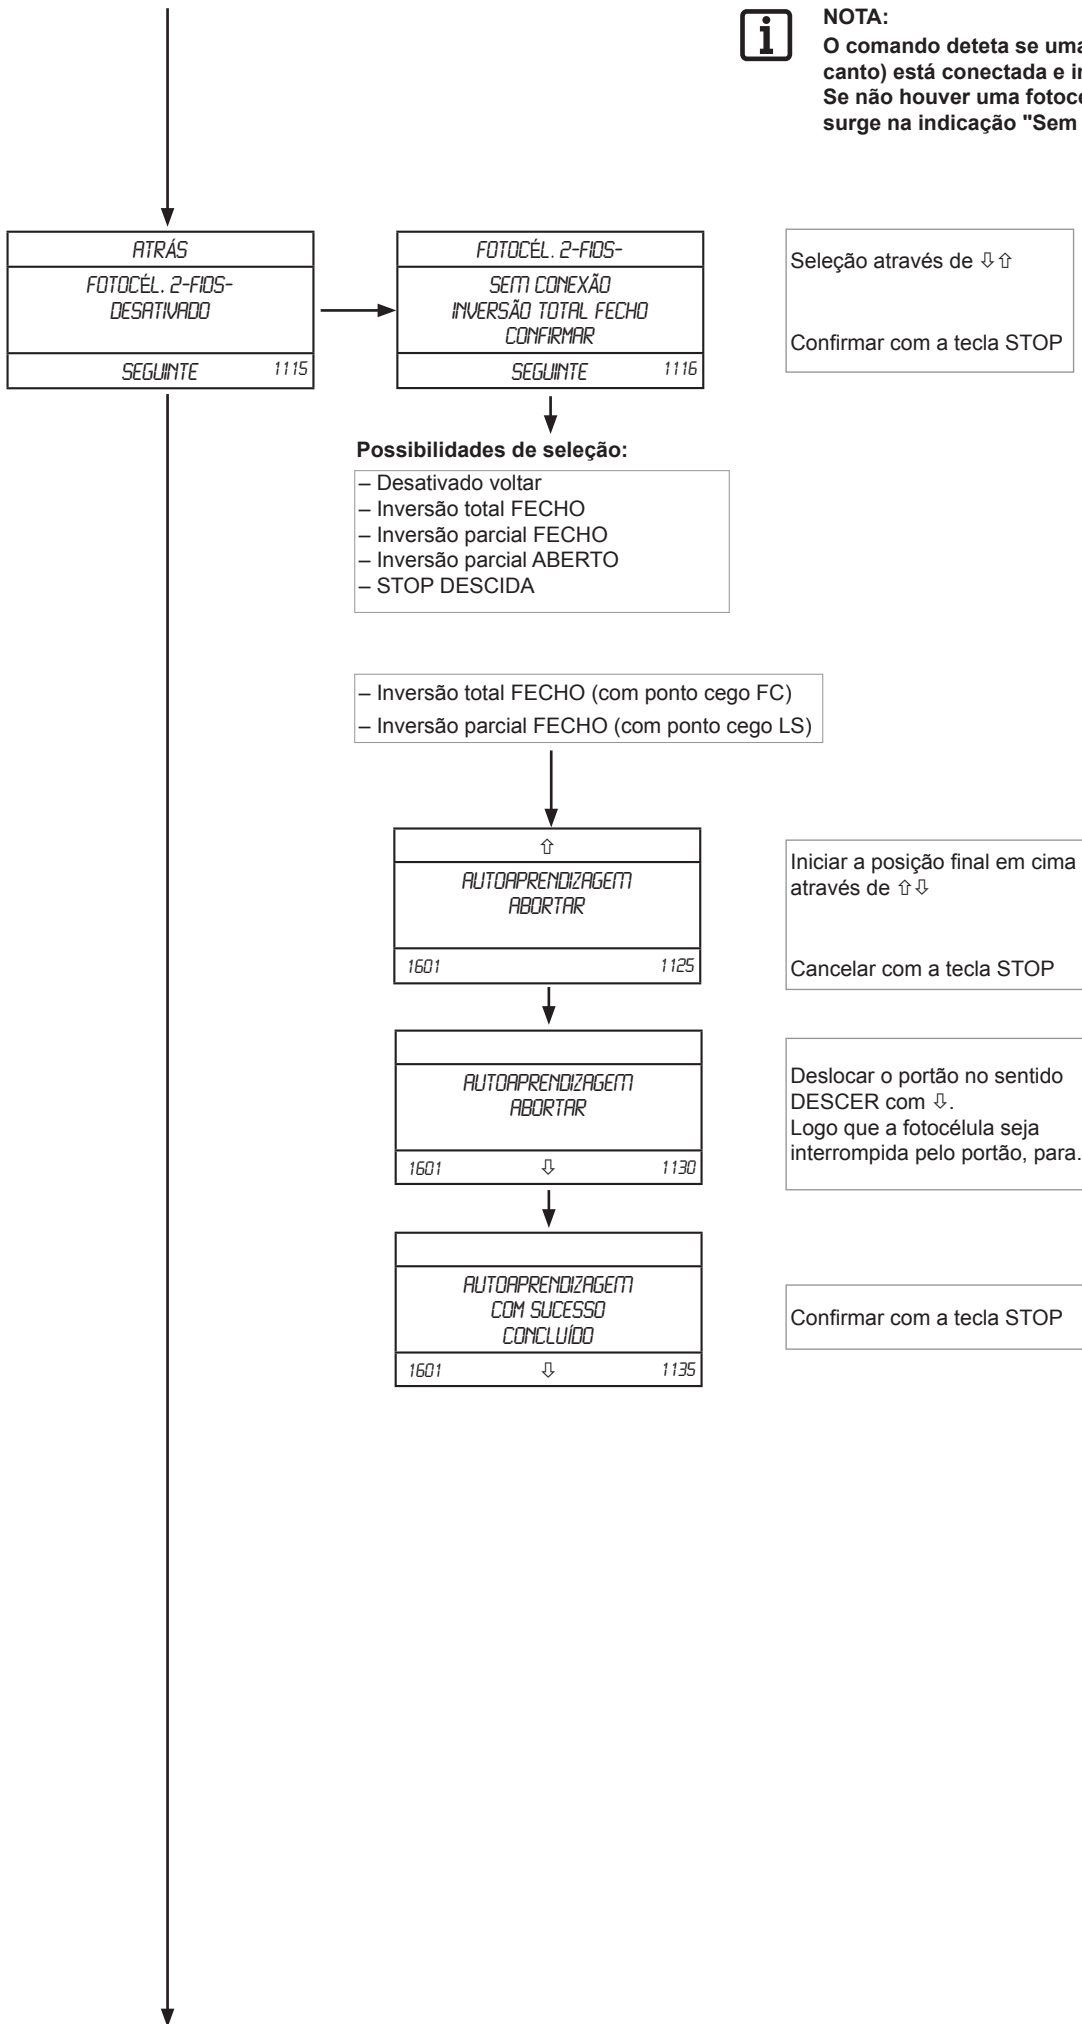 NOTA:
O comando deteta se uma
canto) está conectada e
Se não houver uma
surge na indicação "Sem
ATRÁS
FOTOCÉL. 2-FIOS-
DESATIVADO
SEGUINTE 1115
FOTOCÉL. 2-FIOS-
SEM CONEXÃO
INVERSÃO TOTAL FECHO
CONFIRMAR
SEGUINTE 1116
Seleção através de ⇩⇧
Confirmar com a tecla STOP
Possibilidades de seleção:
– Desativado voltar
– Inversão total FECHO
– Inversão parcial FECHO
– Inversão parcial ABERTO
– STOP DESCIDA
– Inversão total FECHO (com ponto cego FC)
– Inversão parcial FECHO (com ponto cego LS)
⇧
AUTOAPRENDIZAGEM
ABORTAR
1601 1125
Iniciar a posição final em cima
através de ⇧⇩
Cancelar com a tecla STOP
AUTOAPRENDIZAGEM
ABORTAR
1601 ⇩ 1130
Deslocar o portão no sentido
DESCER com ⇩.
Logo que a fotocélula seja
interrompida pelo portão, para.
AUTOAPRENDIZAGEM
COM SUCESSO
CONCLUÍDO
1601 ⇩ 1135
Confirmar com a tecla STOP